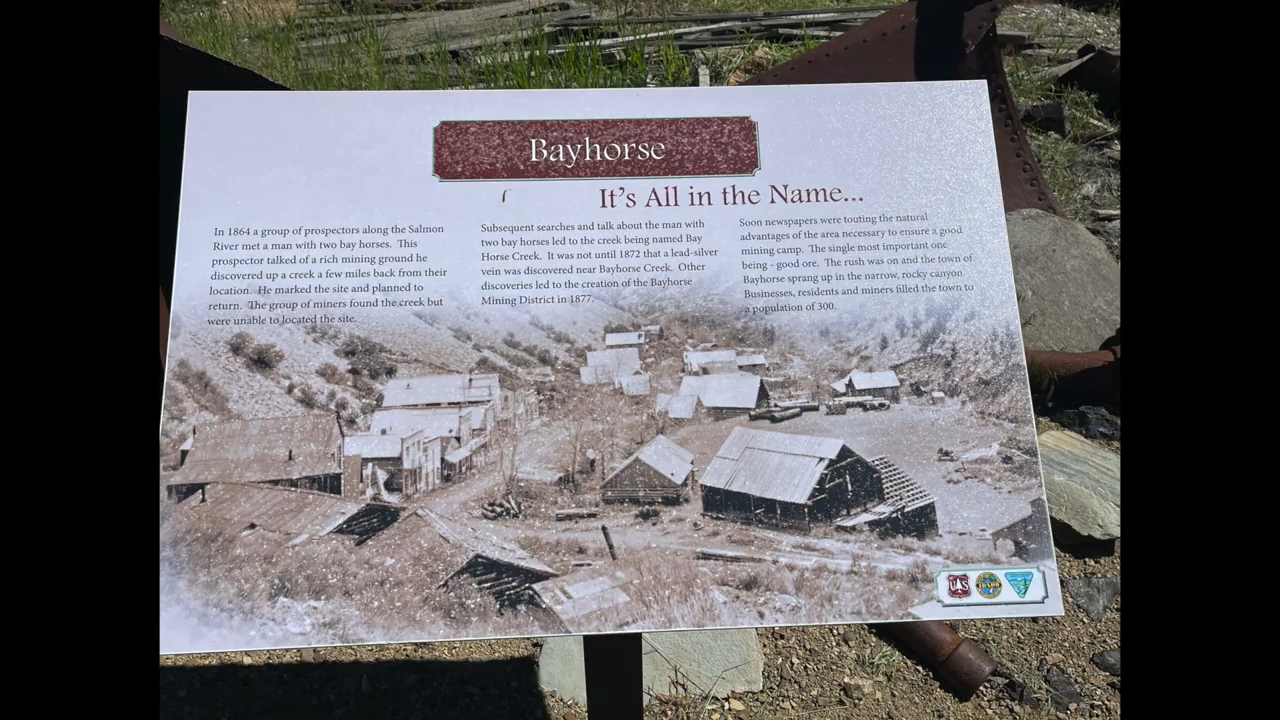 Bayhorse
It's All in the Name...
In 1864 a group of prospectors along the Salmon
River met a man with two bay horses. This
prospector talked of a rich mining ground he
discovered up a creek a few miles back from their
location. He marked the site and planned to
return. The group of miners found the creek but
were unable to located the site.
Subsequent searches and talk about the man with
two bay horses led to the creek being named Bay
Horse Creek. It was not until 1872 that a lead-silver
vein was discovered near Bayhorse Creek. Other
discoveries led to the creation of the Bayhorse
Mining District in 1877.
Soon newspapers were touting the natural
advantages of the area necessary to ensure a good
mining camp. The single most important one
being - good ore. The rush was on and the town of
Bayhorse sprang up in the narrow, rocky canyon.
Businesses, residents and miners filled the town to
a population of 300.
U S
IDAHO